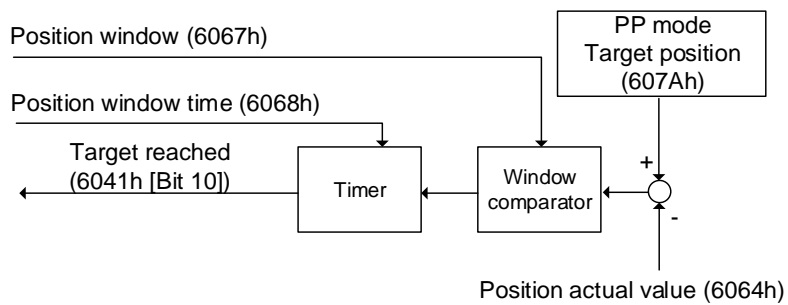 Position window (6067h)
PP mode
Target position
(607Ah)
Position window time (6068h)
Target reached
(6041h [Bit 10])
Timer
Window
comparator
+
-
Position actual value (6064h)